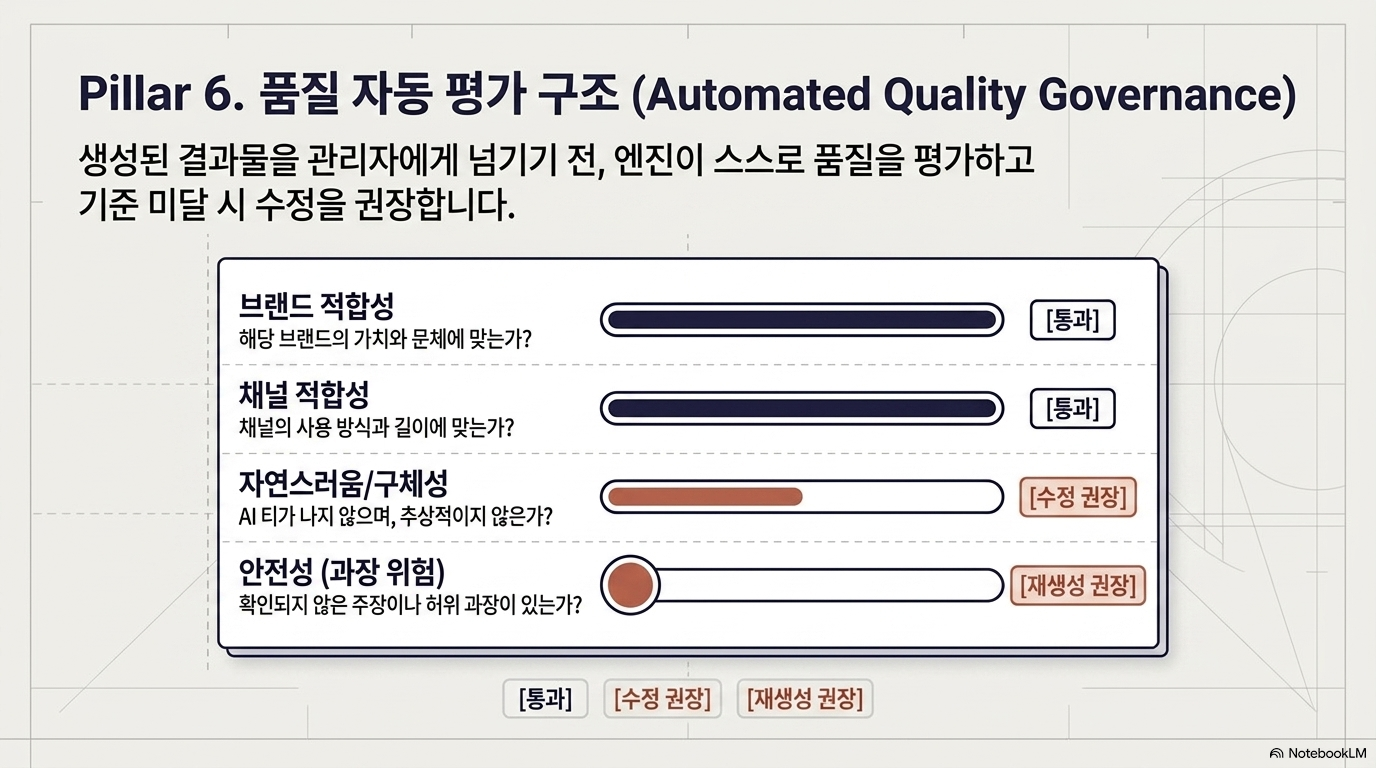 Pillar 6. 품질 자동 평가 구조 (Automated Quality Governance)
생성된 결과물을 관리자에게 넘기기 전, 엔진이 스스로 품질을 평가하고
기준 미달 시 수정을 권장합니다.
브랜드 적합성
해당 브랜드의 가치와 문체에 맞는가?
[통과]
채널 적합성
채널의 사용 방식과 길이에 맞는가?
[통과]
자연스러움/구체성
AI 티가 나지 않으며, 추상적이지 않은가?
[수정 권장]
안전성 (과장 위험)
확인되지 않은 주장이나 허위 과장이 있는가?
[재생성 권장]
[통과] [수정 권장] [재생성 권장]
NotebookLM